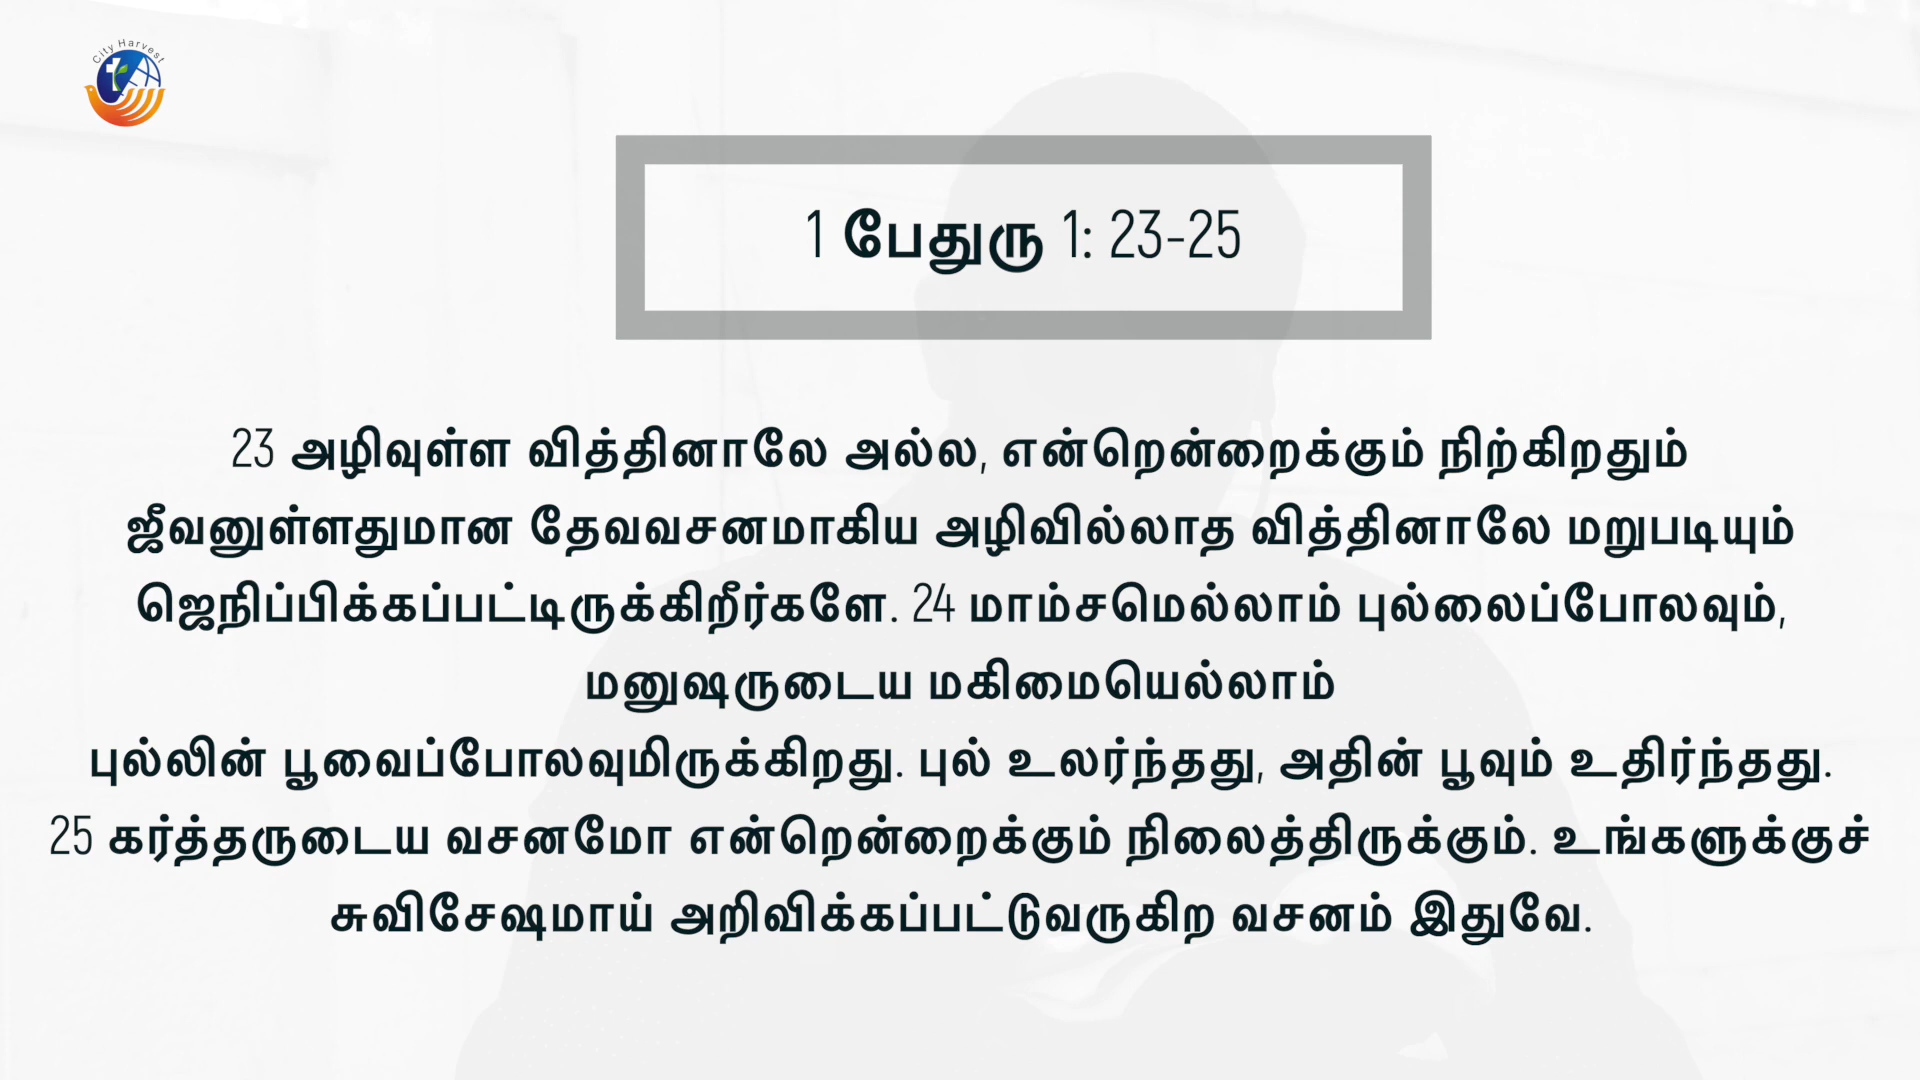 City Harvest
1 பேதுரு 1: 23-25
23 அழிவுள்ள வித்தினாலே அல்ல, என்றென்றைக்கும் நிற்கிறதும்
ஜீவனுள்ளதுமான தேவவசனமாகிய அழிவில்லாத வித்தினாலே மறுபடியும்
ஜெநிப்பிக்கப்பட்டிருக்கிறீர்களே. 24 மாம்சமெல்லாம் புல்லைப்போலவும்,
மனுஷருடைய மகிமையெல்லாம்
புல்லின் பூவைப்போலவுமிருக்கிறது. புல் உலர்ந்தது, அதின் பூவும் உதிர்ந்தது.
25 கர்த்தருடைய வசனமோ என்றென்றைக்கும் நிலைத்திருக்கும். உங்களுக்குச்
சுவிசேஷமாய் அறிவிக்கப்பட்டுவருகிற வசனம் இதுவே.